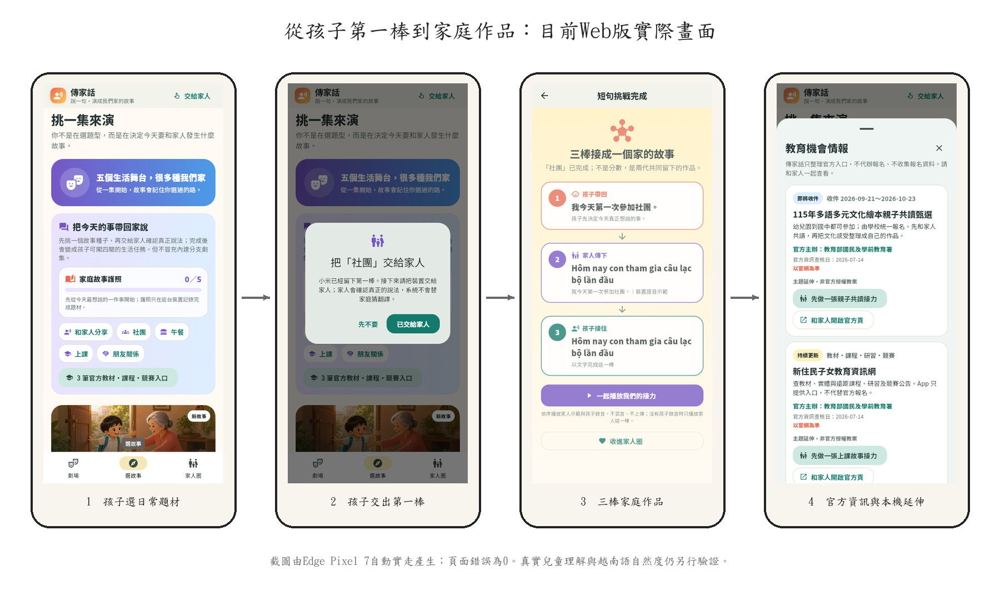 從孩子第一棒到家庭作品：目前Web版實際畫面
傳家話
說一句・演成我們家的故事
交給家人
挑一集來演
你不是在選題型，而是在決定今天要和家人發生什麼
故事。
五個生活舞台，很多種我們家
從一集開始，故事會記住你選過的路。
把今天的事帶回家說
先挑一個故事種子，再交給家人確認真正說法；完成後
會變成孩子可闖四關的生活任務，但不冒充內建分支劇
集。
家庭故事護照
0／5
先從今天最想說的一件事開始；護照只在這台裝置記錄完
成題材。
和家人分享
社團
午餐
上課
朋友關係
3 筆官方教材・課程・競賽入口
新故事
選故事
劇場
選故事
家人圈
1 孩子選日常題材
傳家話
說一句・演成我們家的故事
交給家人
挑一集來演
你不是在選題型，而是在決定今天要和家人發生什麼
故事。
五個生活舞台，很多種我們家
從一集開始，故事會記住你選過的路。
把「社團」交給家人
小米已經留下第一棒。接下來請把裝置交給
家人；家人會確認真正的說法，系統不會替
家庭猜翻譯。
先不要
已交給家人
上課
朋友關係
3 筆官方教材・課程・競賽入口
新故事
劇場
選故事
家人圈
2 孩子交出第一棒
短句挑戰完成
三棒接成一個家的故事
「社團」已完成；不是分數，是兩代共同留下的作品。
1
孩子帶回
我今天第一次參加社團。
孩子先決定今天真正想說的事。
2
家人傳下
Hôm nay con tham gia câu lạc
bộ lần đầu
我今天第一次參加社團。｜裝置語音示範
3
孩子接住
Hôm nay con tham gia câu lạc
bộ lần đầu
以文字完成這一棒
一起播放我們的接力
依序播放家人示範與孩子錄音，不混音、不上傳；沒有孩子錄音時只播放家
人這一棒。
收進家人圈
3 三棒家庭作品
傳家話
說一句・演成我們家的故事
交給家人
挑一集來演
教育機會情報
傳家話只整理官方入口，不代辦報名、不收集報名資料。請
和家人一起查看。
即將收件
收件 2026-09-21～2026-10-23
115年多語多元文化繪本親子共讀甄選
幼兒園到國中都可參加；由學校統一報名。先和家人
共讀，再把文化感受整理成自己的作品。
官方主辦：教育部國民及學前教育署
官方資訊查核日：2026-07-14
以官網為準
主題延伸，非官方授權教案
先做一張親子共讀接力
和家人開啟官方頁
持續更新
教材・課程・研習・競賽
新住民子女教育資訊網
查教材、實體與遠距課程、研習及競賽公告。App 只
提供入口，不代替官方報名。
官方主辦：教育部國民及學前教育署
官方資訊查核日：2026-07-14
以官網為準
主題延伸，非官方授權教案
先做一張上課故事接力
和家人開啟官方頁
4 官方資訊與本機延伸
截圖由Edge Pixel 7自動實走產生；頁面錯誤為0。真實兒童理解與越南語自然度仍另行驗證。